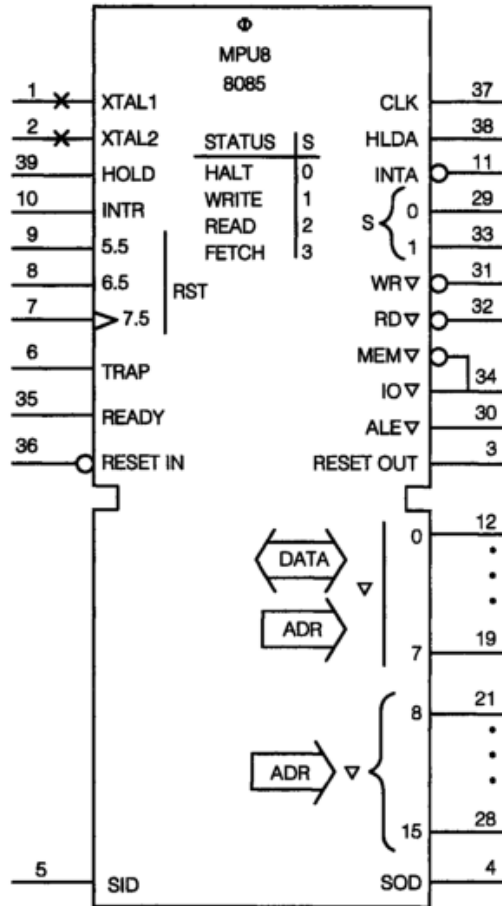 Φ
MPU8
8085
1 XTAL1 CLK 37
2 XTAL2 STATUS S HLDA 38
39 HOLD HALT 0 INTA 11
10 INTR WRITE 1 S 0 29
9 5.5 READ 2 1 33
8 6.5 RST FETCH 3 WR ▽ 31
7 7.5 RD ▽ 32
6 TRAP MEM ▽
IO ▽ 34
35 READY ALE ▽ 30
36 RESET IN RESET OUT 3
0 12
DATA ▽
ADR
7 19
8 21
ADR ▽
15 28
5 SID SOD 4